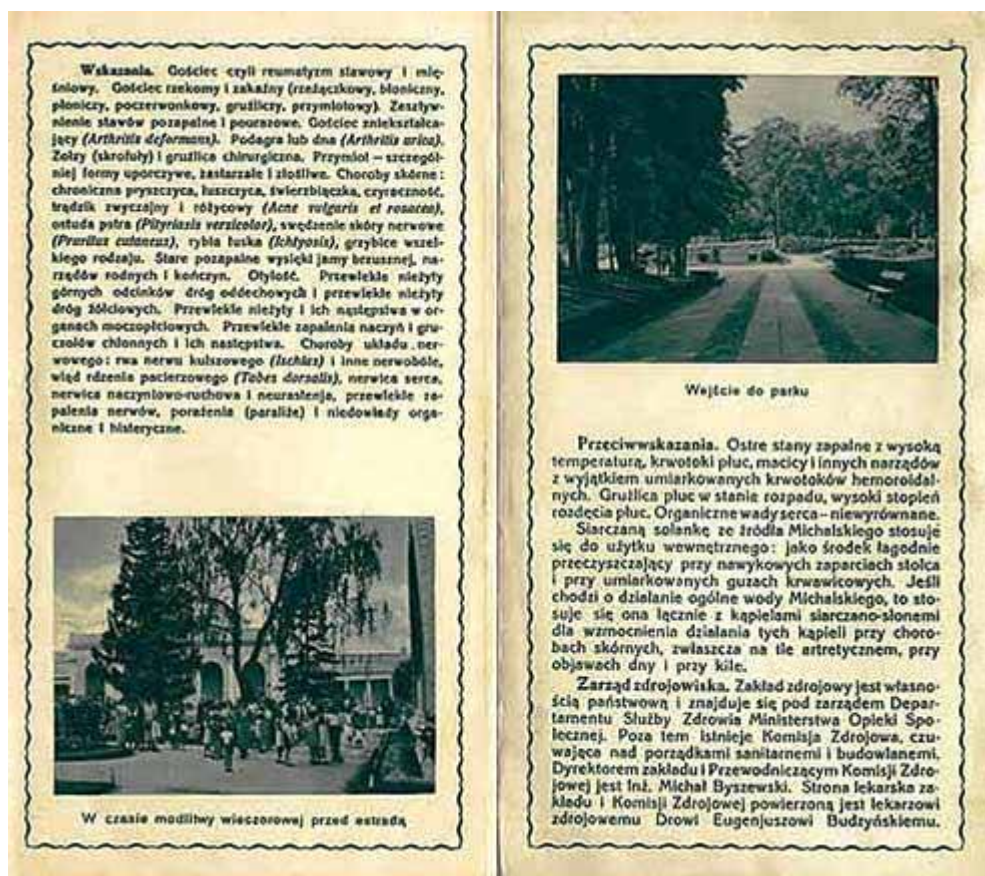 Wskazania. Gościec czyli reumatyzm stawowy i mię-
śniowy. Gościec rzekomy i zakaźny (rzeżączkowy, błoniczny,
płoniczy, poczerwonkowy, gruźliczy, przymiotowy). Zesztyw-
nienie stawów pozapalne i pourazowe. Gościec zniekształca-
jący (Arthritis deformans). Podagra lub dna (Arthritis urica).
Zołzy (skrofuły) i gruźlica chirurgiczna. Przymiot – szczegól-
niej formy uporczywe, zastarzałe i złośliwe. Choroby skórne:
chroniczna pryszczyca, łuszczyca, świerzbiączka, czyraczność,
trądzik zwyczajny i różycowy (Acne vulgaris et rosacea),
ostuda pstra (Pityriasis versicolor), swędzenie skóry nerwowe
(Pruritus cutaneus), rybia łuska (Ichtyosis), grzybice wszel-
kiego rodzaju. Stare pozapalne wysięki jamy brzusznej, na-
rządów rodnych i kończyn. Otyłość. Przewlekłe nieżyty
górnych odcinków dróg oddechowych i przewlekłe nieżyty
dróg żółciowych. Przewlekłe nieżyty i ich następstwa w or-
ganach moczopłciowych. Przewlekłe zapalenia naczyń i gru-
czołów chłonnych i ich następstwa. Choroby układu ner-
wowego: rwa nerwu kulszowego (Ischias) i inne nerwobóle,
wiąd rdzenia pacierzowego (Tabes dorsalis), nerwica serca,
nerwica naczyniowo-ruchowa i neurastenja, przewlekłe za-
palenia nerwów, porażenia (paraliże) i niedowłady orga-
niczne i histeryczne.
W czasie modlitwy wieczorowej przed estradą
Wejście do parku
Przeciwwskazania. Ostre stany zapalne z wysoką
temperaturą, krwotoki płuc, macicy i innych narządów
z wyjątkiem umiarkowanych krwotoków hemoroidal-
nych. Gruźlica płuc w stanie rozpadu, wysoki stopień
rozdęcia płuc. Organiczne wady serca – niewyrównane.
Siarczaną solankę ze źródła Michalskiego stosuje
się do użytku wewnętrznego: jako środek łagodnie
przeczyszczający przy nawykowych zaparciach stolca
i przy umiarkowanych guzach krwawicowych. Jeśli
chodzi o działanie ogólne wody Michalskiego, to sto-
suje się ona łącznie z kąpielami siarczano-słonemi
dla wzmocnienia działania tych kąpieli przy choro-
bach skórnych, zwłaszcza na tle artretycznem, przy
objawach dny i przy kile.
Zarząd zdrojowiska. Zakład zdrojowy jest własno-
ścią państwową i znajduje się pod zarządem Depar-
tamentu Służby Zdrowia Ministerstwa Opieki Spo-
łecznej. Poza tem istnieje Komisja Zdrojowa, czu-
wająca nad porządkami sanitarnemi i budowlanemi.
Dyrektorem zakładu i Przewodniczącym Komisji Zdro-
jowej jest Inż. Michał Byszewski. Strona lekarska za-
kładu i Komisji Zdrojowej powierzoną jest lekarzowi
zdrojowemu Drowi Eugenjuszowi Budzyńskiemu.